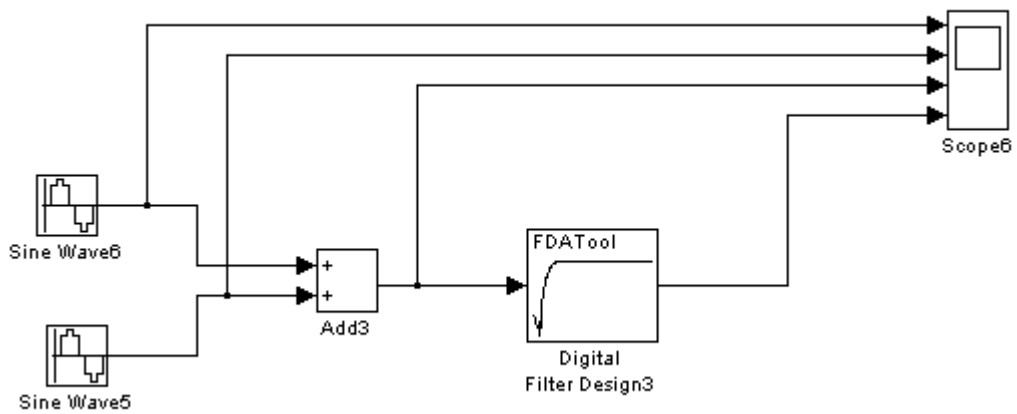 Scope6
Sine Wave6
FDATool
+
+
Add3
Digital
Filter Design3
Sine Wave5